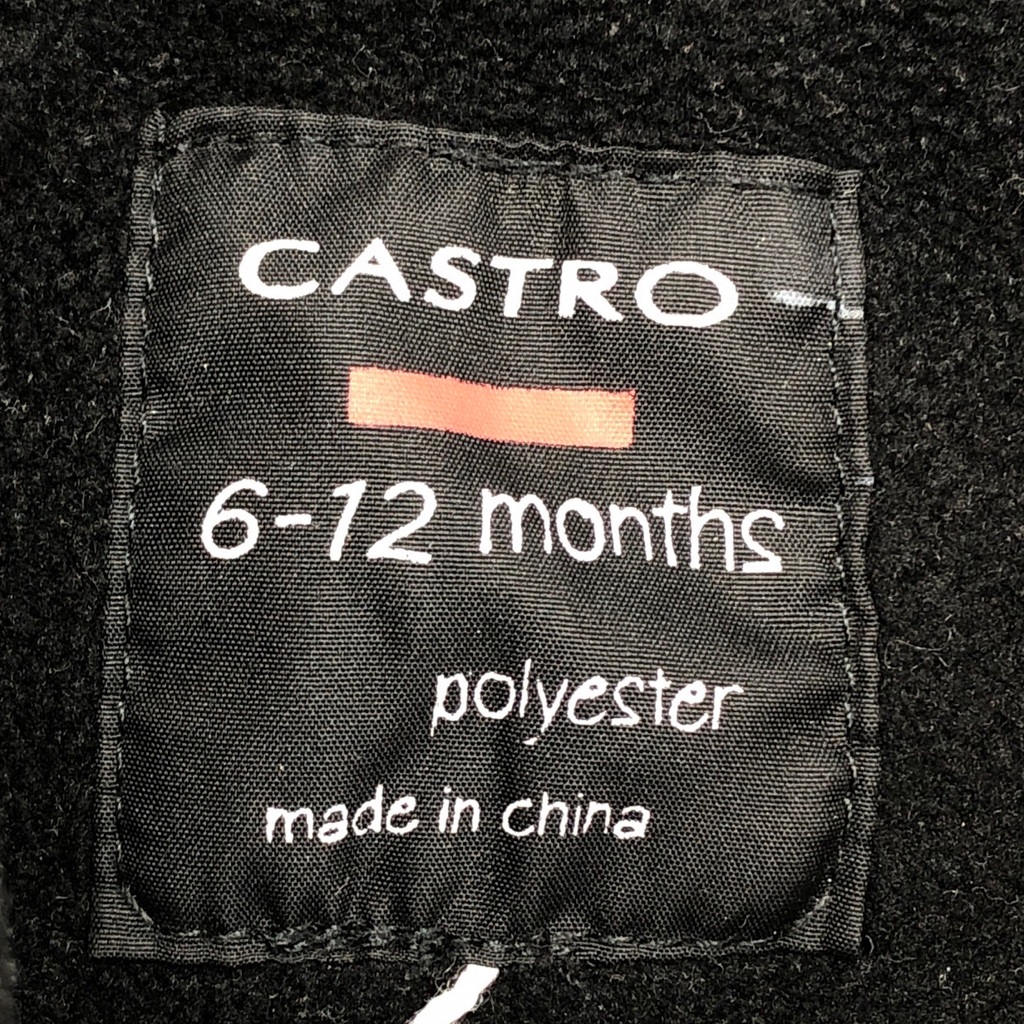 CASTRO
6-12 months
polyester
made in china